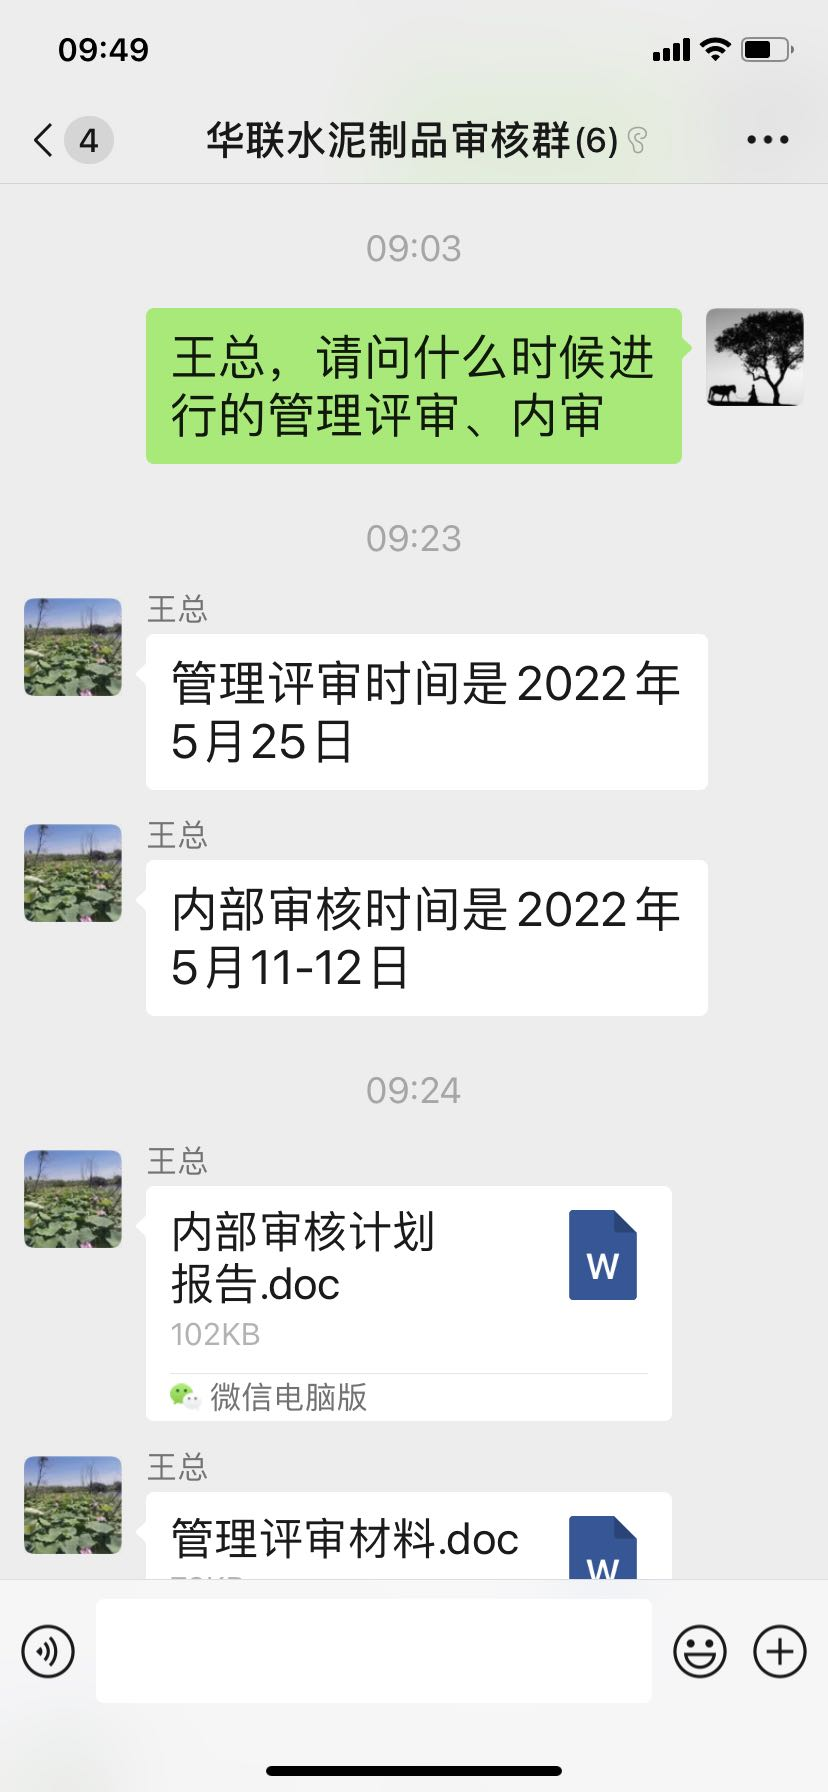 09:49
4
华联水泥制品审核群(6)
09:03
王总，请问什么时候进
行的管理评审、内审
09:23
王总
管理评审时间是2022年
5月25日
王总
内部审核时间是2022年
5月11-12日
09:24
王总
内部审核计划
报告.doc
W
102KB
微信电脑版
王总
管理评审材料.doc
W